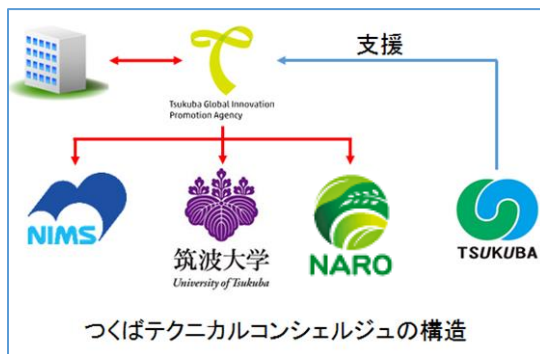 支援
Tsukuba Global Innovation
Promotion Agency
NIMS
筑波大学
University of Tsukuba
NARO
TSUKUBA
つくばテクニカルコンシェルジュの構造